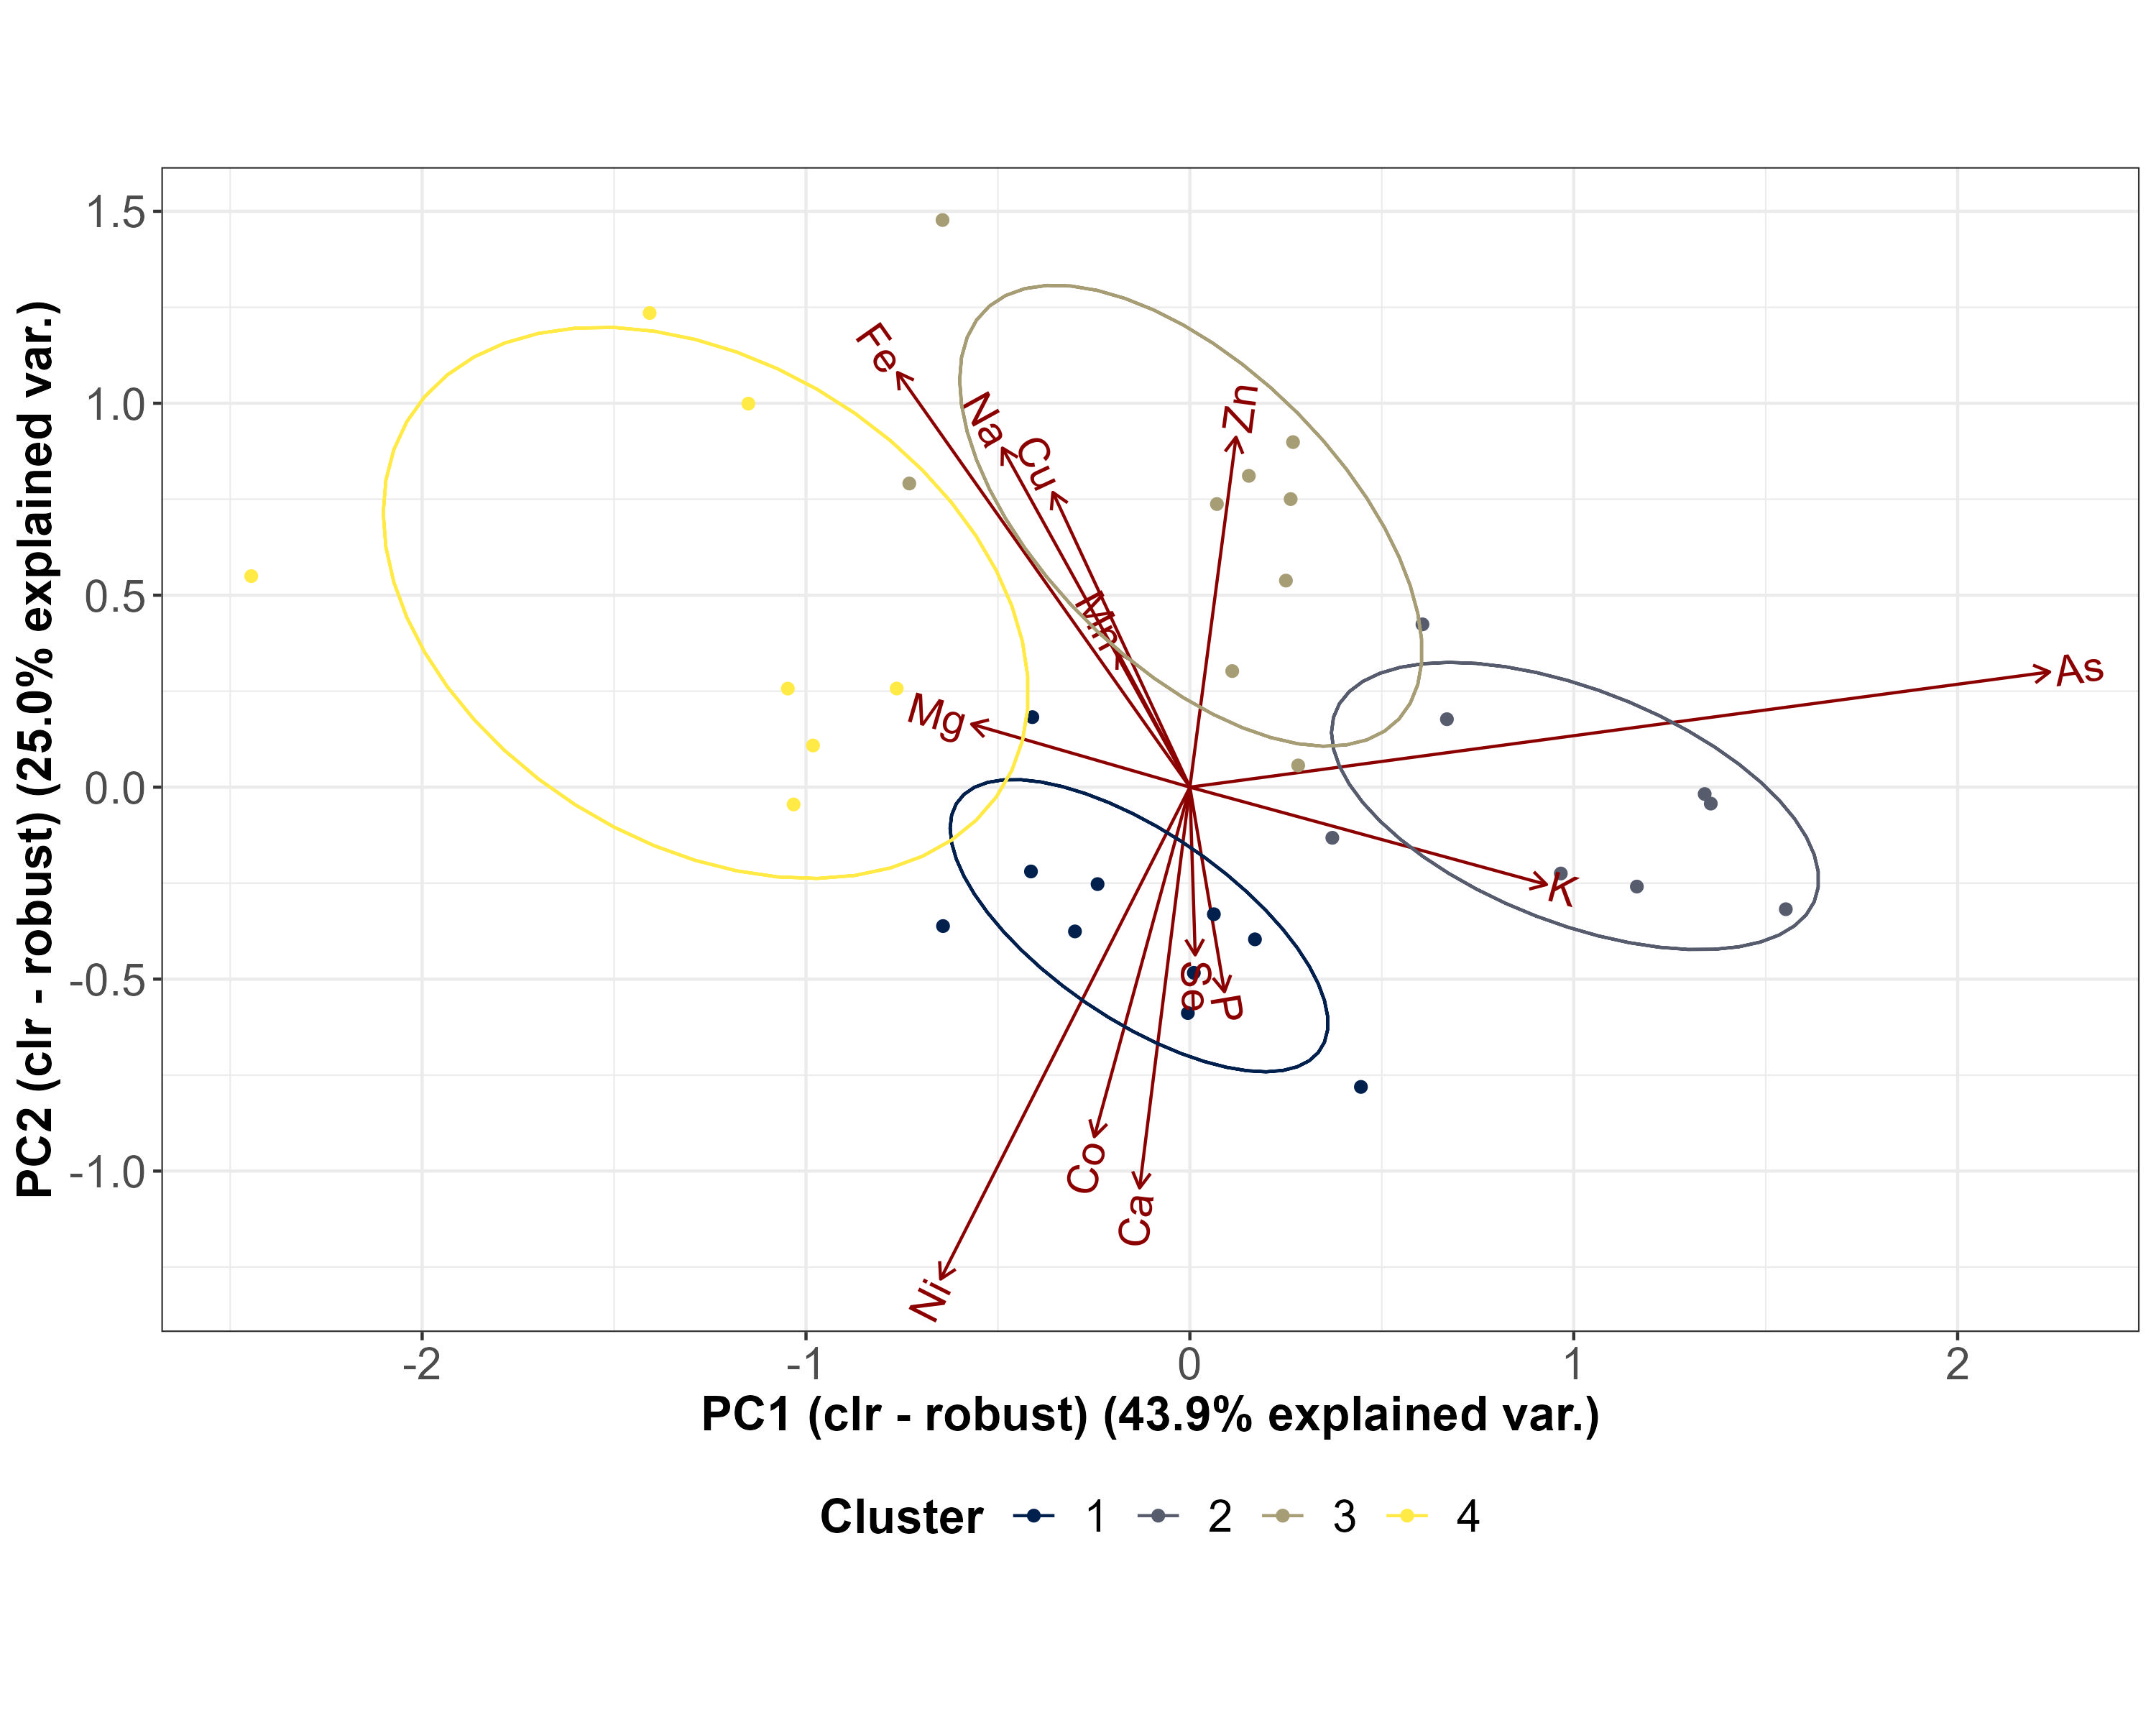 PC2 (clr - robust) (25.0% explained var.)
1.5
1.0
0.5
0.0
-0.5
-1.0
Fe
Na
Cu
Zn
As
Mg
K
Se
P
Co
Ca
Ni
-2
-1
0
1
2
PC1 (clr - robust) (43.9% explained var.)
Cluster 1 2 3 4